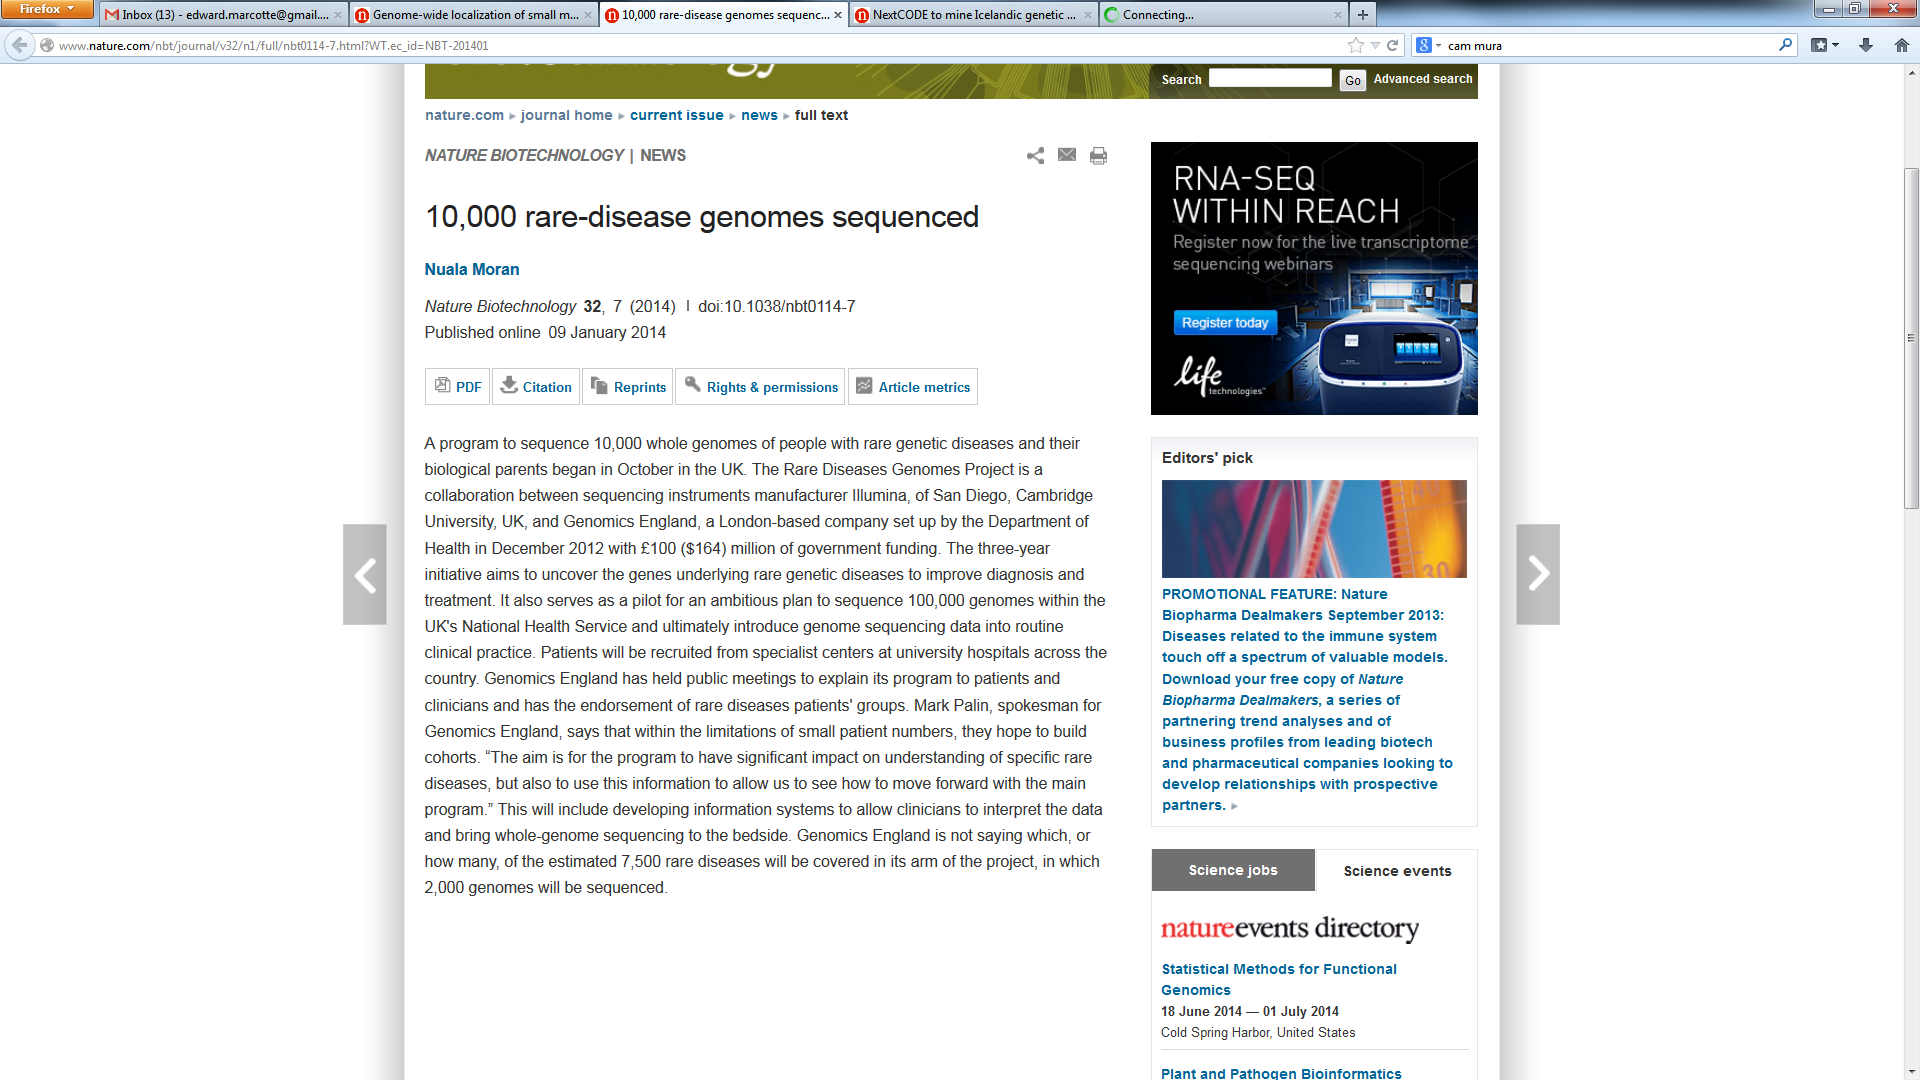 Firefox
Inbox (13) - edward.marcotte@gmail....
Genome-wide localization of small m...
10,000 rare-disease genomes sequenc...
NextCODE to mine Icelandic genetic ...
Connecting...
www.nature.com/nbt/journal/v32/n1/full/nbt0114-7.html?WT.ec_id=NBT-201401
cam mura
Search
Go
Advanced search
nature.com ▸ journal home ▸ current issue ▸ news ▸ full text
NATURE BIOTECHNOLOGY | NEWS
10,000 rare-disease genomes sequenced
Nuala Moran
Nature Biotechnology 32, 7 (2014) | doi:10.1038/nbt0114-7
Published online 09 January 2014
PDF
Citation
Reprints
Rights & permissions
Article metrics
A program to sequence 10,000 whole genomes of people with rare genetic diseases and their
biological parents began in October in the UK. The Rare Diseases Genomes Project is a
collaboration between sequencing instruments manufacturer Illumina, of San Diego, Cambridge
University, UK, and Genomics England, a London-based company set up by the Department of
Health in December 2012 with £100 ($164) million of government funding. The three-year
initiative aims to uncover the genes underlying rare genetic diseases to improve diagnosis and
treatment. It also serves as a pilot for an ambitious plan to sequence 100,000 genomes within the
UK's National Health Service and ultimately introduce genome sequencing data into routine
clinical practice. Patients will be recruited from specialist centers at university hospitals across the
country. Genomics England has held public meetings to explain its program to patients and
clinicians and has the endorsement of rare diseases patients' groups. Mark Palin, spokesman for
Genomics England, says that within the limitations of small patient numbers, they hope to build
cohorts. “The aim is for the program to have significant impact on understanding of specific rare
diseases, but also to use this information to allow us to see how to move forward with the main
program.” This will include developing information systems to allow clinicians to interpret the data
and bring whole-genome sequencing to the bedside. Genomics England is not saying which, or
how many, of the estimated 7,500 rare diseases will be covered in its arm of the project, in which
2,000 genomes will be sequenced.
RNA-SEQ
WITHIN REACH
Register now for the live transcriptome
sequencing webinars
Register today
life
technologies™
Editors' pick
30
PROMOTIONAL FEATURE: Nature
Biopharma Dealmakers September 2013:
Diseases related to the immune system
touch off a spectrum of valuable models.
Download your free copy of Nature
Biopharma Dealmakers, a series of
partnering trend analyses and of
business profiles from leading biotech
and pharmaceutical companies looking to
develop relationships with prospective
partners. ▸
Science jobs
Science events
natureevents directory
Statistical Methods for Functional
Genomics
18 June 2014 — 01 July 2014
Cold Spring Harbor, United States
Plant and Pathogen Bioinformatics